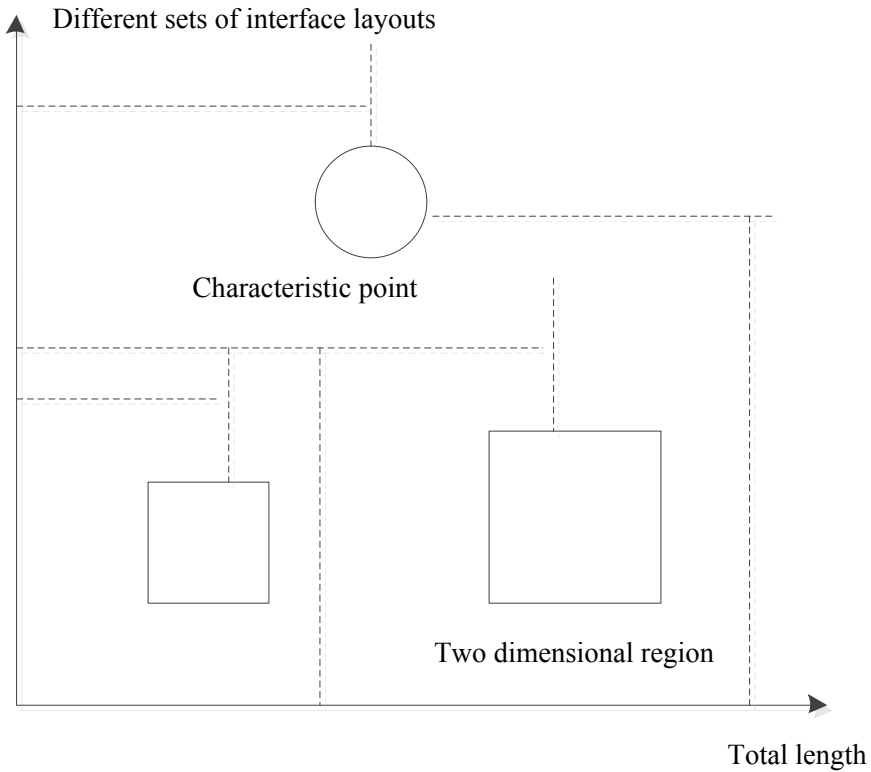 Different sets of interface layouts
Characteristic point
Two dimensional region
Total length